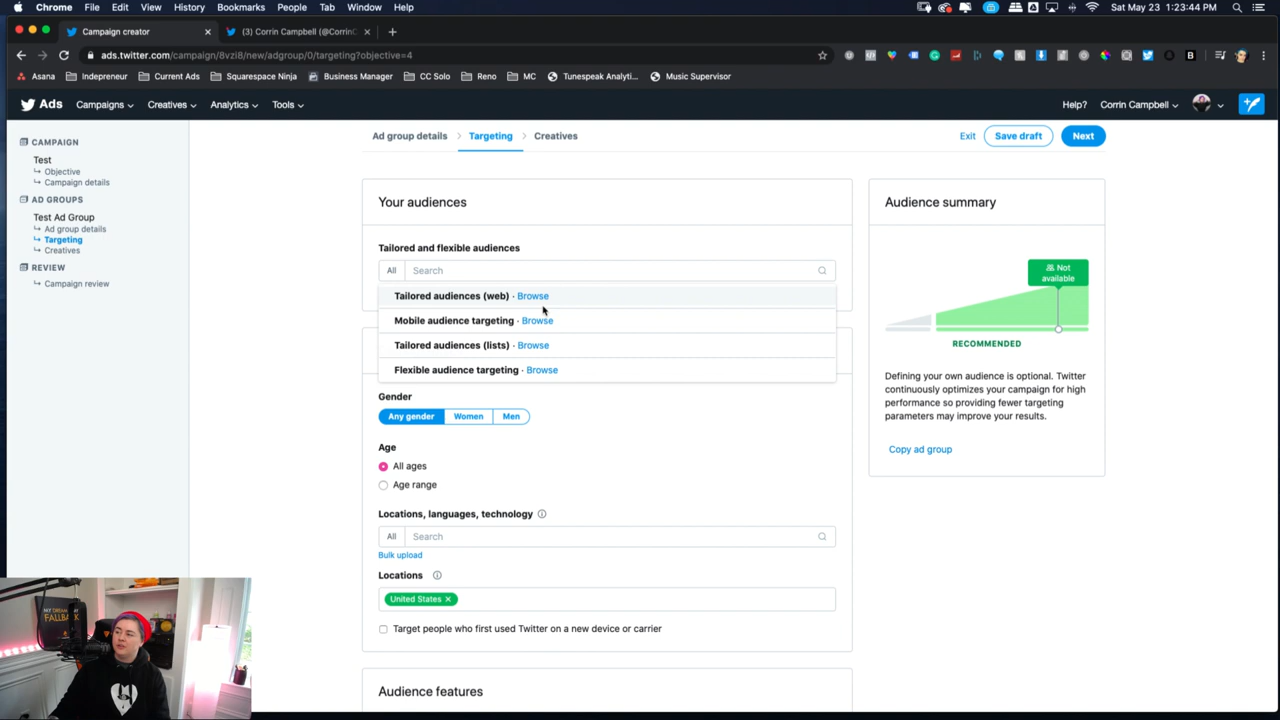 Chrome File Edit View History Bookmarks People Tab Window Help Sat May 23 1:23:44
Campaign creator
(3) Corrin Campbell (@CorrinC
ads.twitter.com/campaign/8vzi8/new/adgroup/0/targeting?objective=4
Asana Indepreneur Current Ads Squarespace Ninja Business Manager CC Solo Reno MC Tunespeak Analyti... Music Supervisor
Ads Campaigns Creatives Analytics Tools Help? Corrin Campbell
Ad group details Targeting Creatives Exit Save draft Next
CAMPAIGN
Test
Objective
Campaign details
AD GROUPS
Test Ad Group
Ad group details
Targeting
Creatives
REVIEW
Campaign review
Your audiences
Tailored and flexible audiences
All Search
Tailored audiences (web) · Browse
Mobile audience targeting · Browse
Tailored audiences (lists) · Browse
Flexible audience targeting · Browse
Gender
Any gender Women Men
Age
All ages
Age range
Locations, languages, technology
All Search
Bulk upload
Locations
United States
Target people who first used Twitter on a new device or carrier
Audience features
Audience summary
Not
available
RECOMMENDED
Defining your own audience is optional. Twitter
continuously optimizes your campaign for high
performance so providing fewer targeting
parameters may improve your results.
Copy ad group
FALLBACK